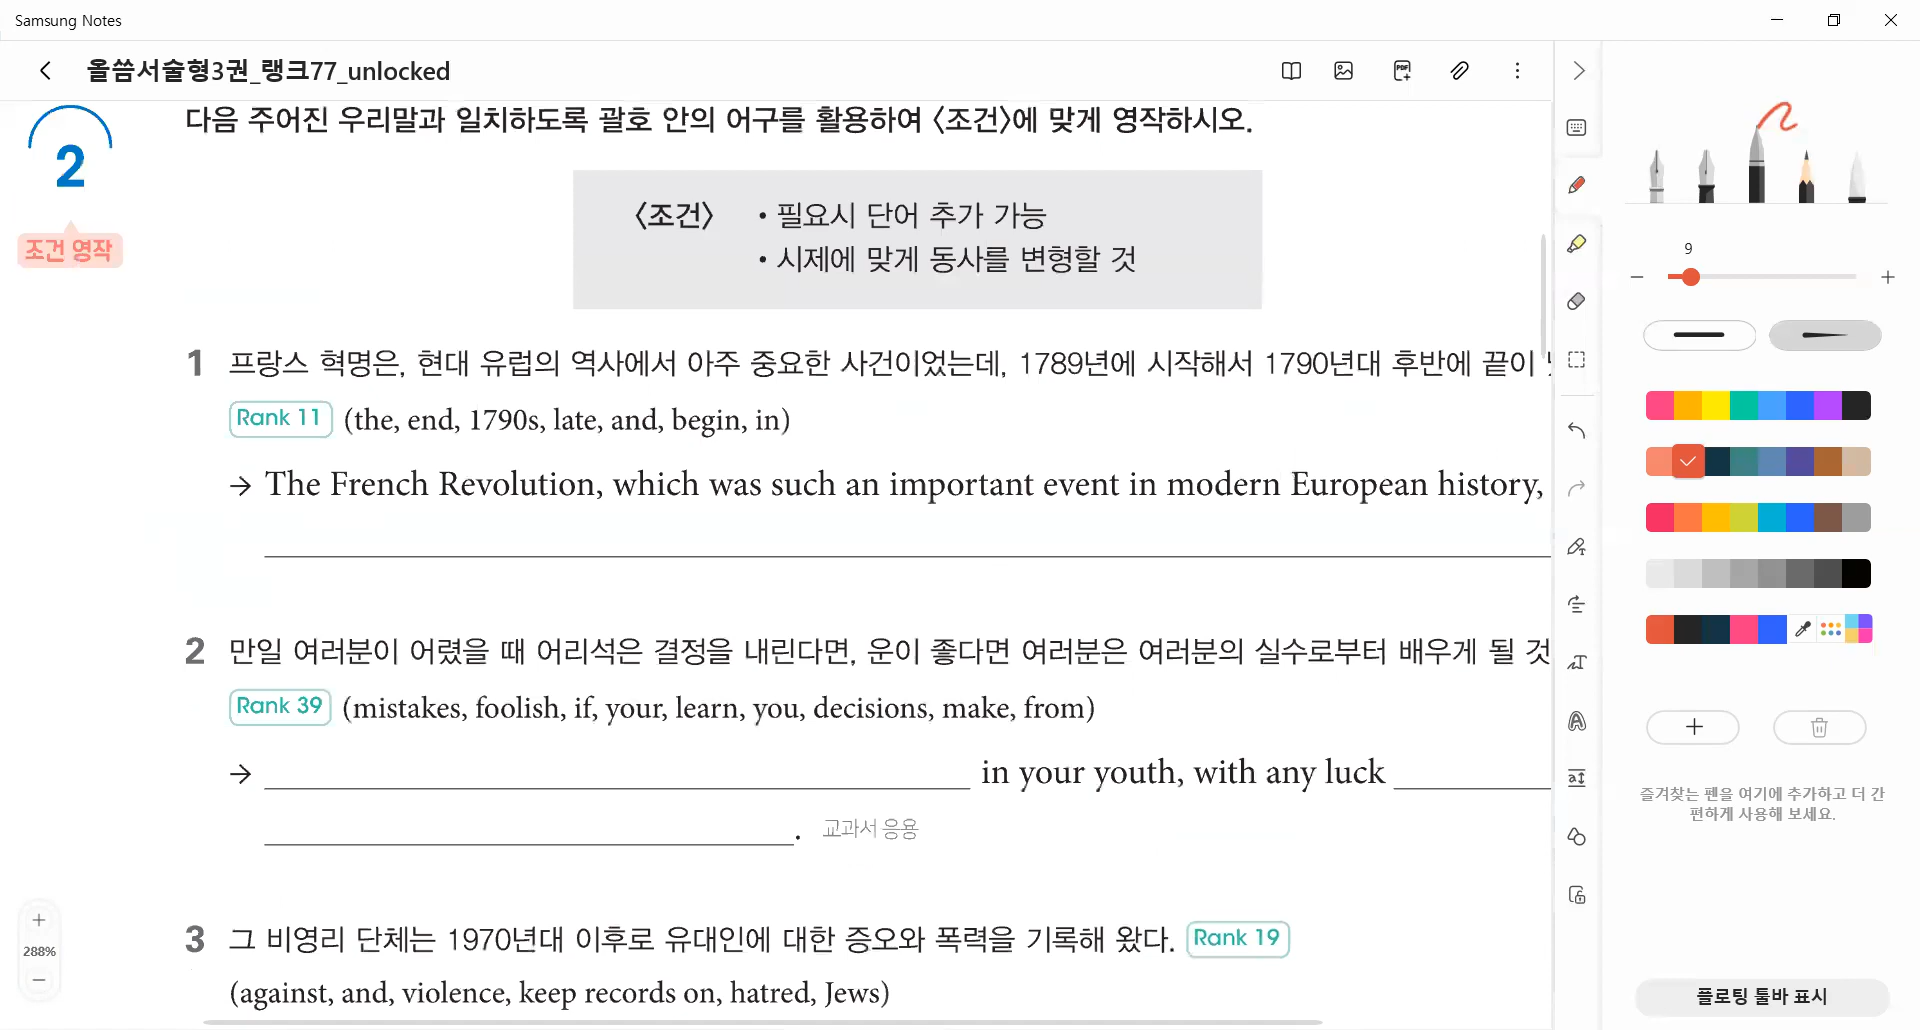 Samsung Notes
올씀서술형3권_랭크77_unlocked
PDF
2
조건 영작
다음 주어진 우리말과 일치하도록 괄호 안의 어구를 활용하여 〈조건〉에 맞게 영작하시오.
〈조건〉 • 필요시 단어 추가 가능
• 시제에 맞게 동사를 변형할 것
1 프랑스 혁명은, 현대 유럽의 역사에서 아주 중요한 사건이었는데, 1789년에 시작해서 1790년대 후반에 끝이
Rank 11 (the, end, 1790s, late, and, begin, in)
→ The French Revolution, which was such an important event in modern European history,
2 만일 여러분이 어렸을 때 어리석은 결정을 내린다면, 운이 좋다면 여러분은 여러분의 실수로부터 배우게 될 것
Rank 39 (mistakes, foolish, if, your, learn, you, decisions, make, from)
→ in your youth, with any luck
. 교과서 응용
3 그 비영리 단체는 1970년대 이후로 유대인에 대한 증오와 폭력을 기록해 왔다. Rank 19
(against, and, violence, keep records on, hatred, Jews)
288%
9
즐겨찾는 펜을 여기에 추가하고 더 간
편하게 사용해 보세요.
플로팅 툴바 표시